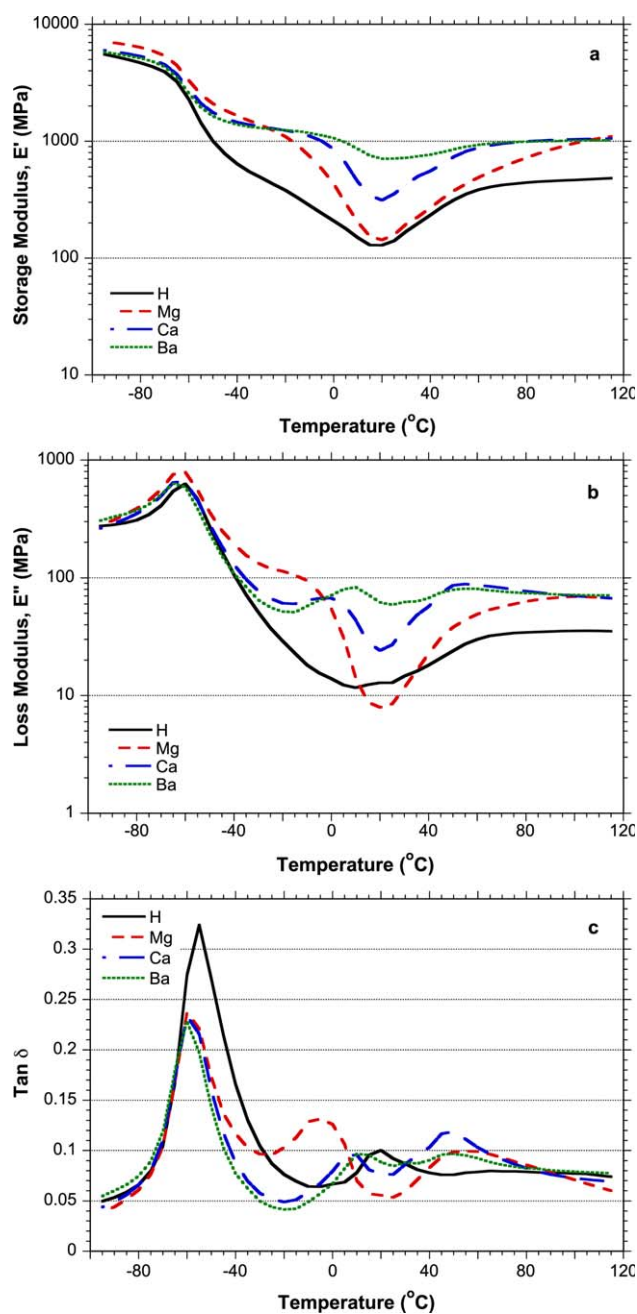 10000
a
1000
100
10
Storage Modulus, E' (MPa)
H
Mg
Ca
Ba
-80 -40 0 40 80 120
Temperature (°C)
1000
b
100
10
1
Loss Modulus, E" (MPa)
H
Mg
Ca
Ba
-80 -40 0 40 80 120
Temperature (°C)
0.35
c
0.3
0.25
0.2
0.15
0.1
0.05
0
Tan δ
H
Mg
Ca
Ba
-80 -40 0 40 80 120
Temperature (°C)